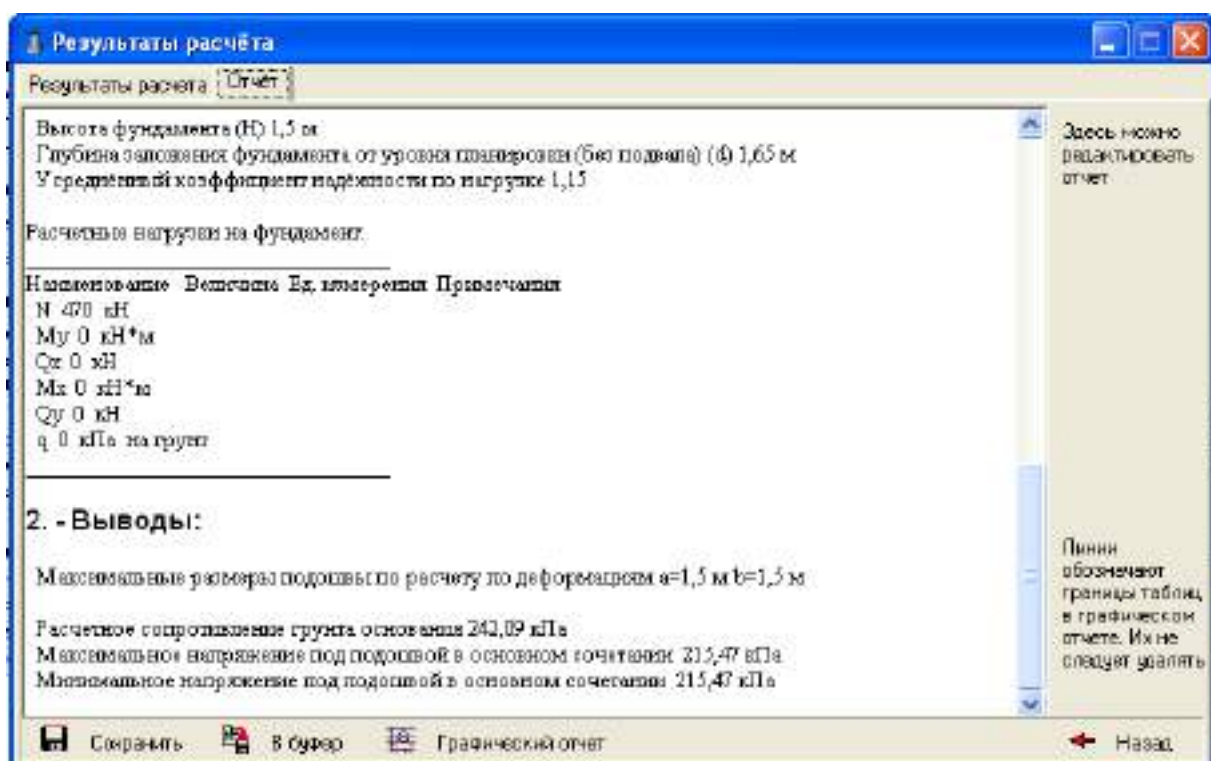 Результаты расчёта
Результаты расчета Отчёт
Высота фундамента (H) 1,5 м
Глубина заложения фундамента от уровня планировки (без подвала) (d) 1,65 м
Усреднённый коэффициент надёжности по нагрузке 1,15
Расчетные нагрузки на фундамент.
Наименование Величина Ед. измерения Примечания
N 470 кН
My 0 кН*м
Qx 0 кН
Mx 0 кН*м
Qy 0 кН
q 0 кПа на грунт
2. - Выводы:
Максимальные размеры подошвы по расчету по деформациям a=1,5 м b=1,5 м
Расчетное сопротивление грунта основания 242,09 кПа
Максимальное напряжение под подошвой в основном сочетании 215,47 кПа
Минимальное напряжение под подошвой в основном сочетании 215,47 кПа
Здесь можно
редактировать
отчет
Линии
обозначают
границы таблиц
в графическом
отчете. Их не
следует удалять
Сохранить В буфер Графический отчет Назад